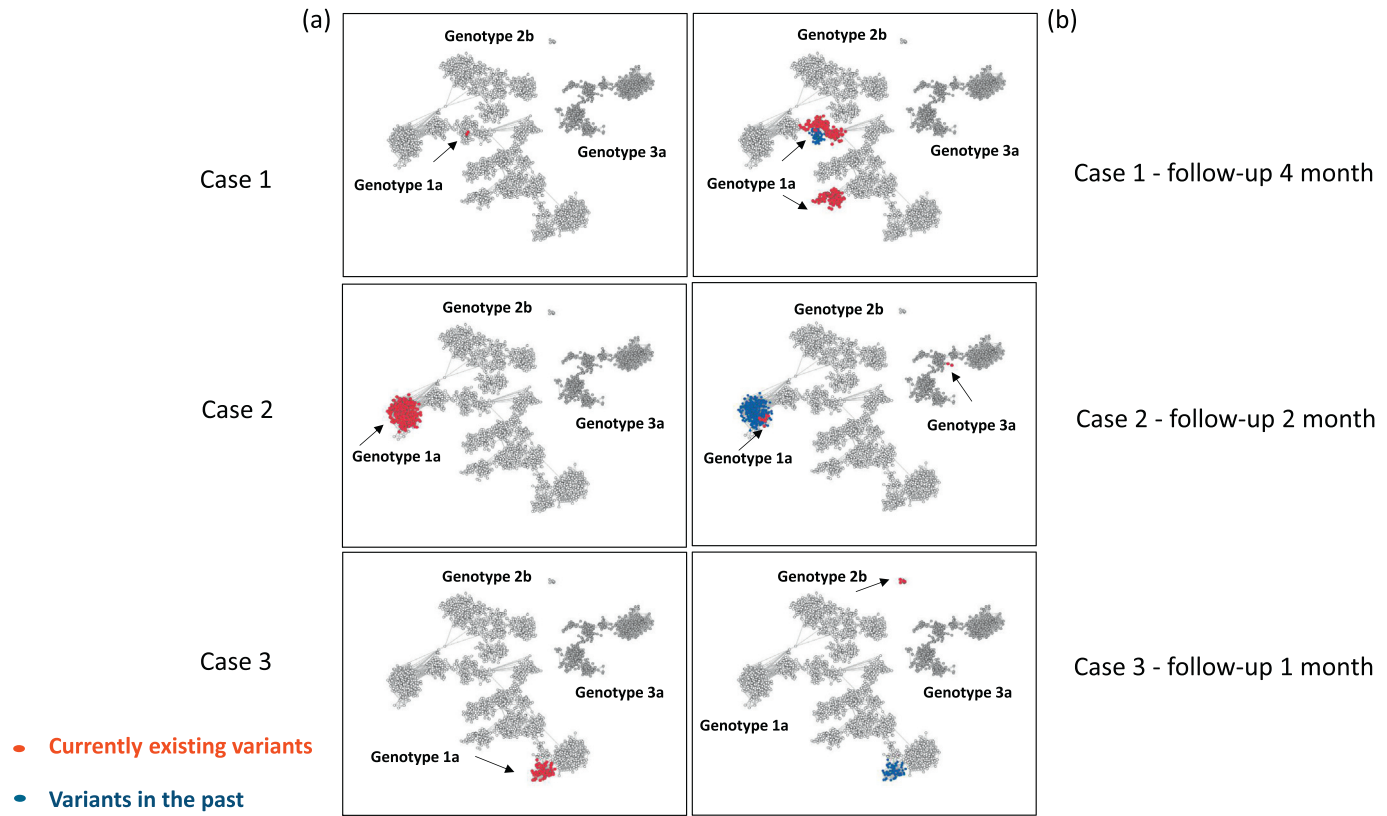 (a)
(b)
Genotype 2b
Genotype 2b
Genotype 3a
Genotype 3a
Case 1
Genotype 1a
Genotype 1a
Case 1 - follow-up 4 month
Genotype 2b
Genotype 2b
Case 2
Genotype 3a
Genotype 3a
Case 2 - follow-up 2 month
Genotype 1a
Genotype 1a
Genotype 2b
Genotype 2b
Case 3
Case 3 - follow-up 1 month
Genotype 3a
Genotype 3a
Genotype 1a
Genotype 1a
Currently existing variants
Variants in the past